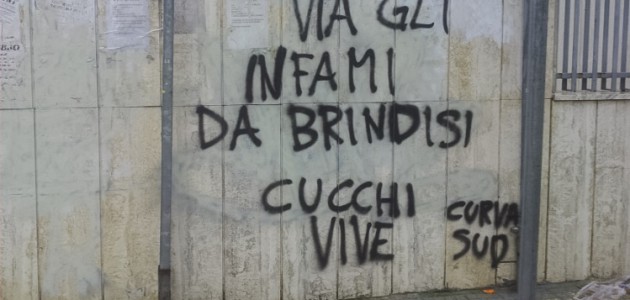 VIA GLI
INFAMI
DA BRINDISI
CUCCHI
VIVE
CURVA
SUD